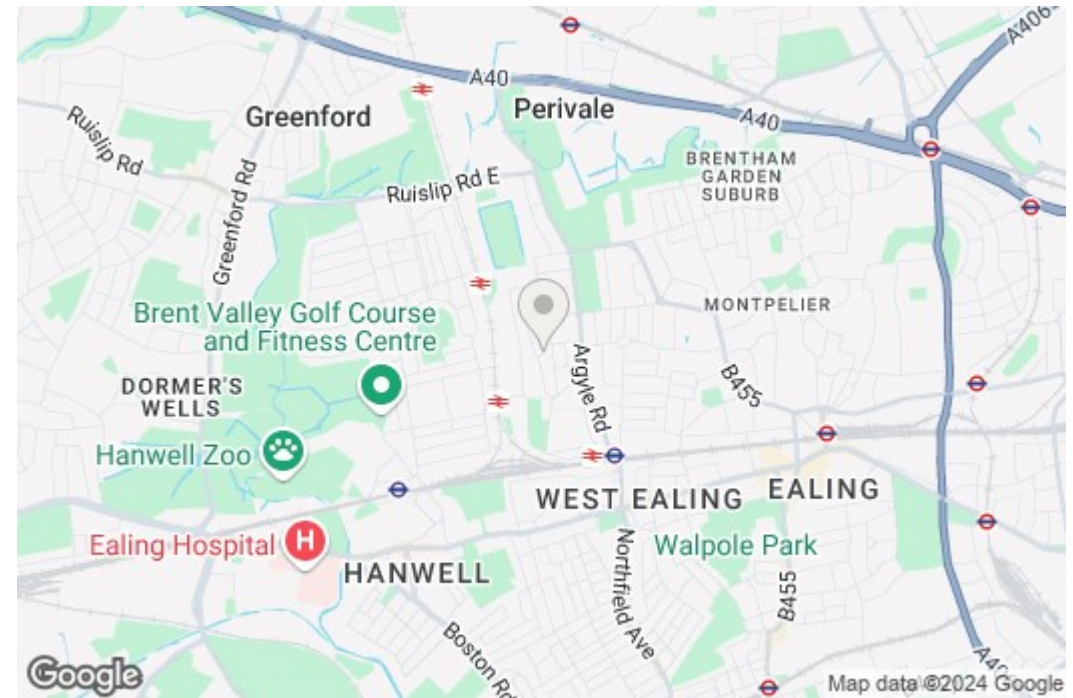 A406
A40
Greenford
Perivale
A40
Ruislip Rd
BRENTHAM
GARDEN
SUBURB
Ruislip Rd E
Greenford Rd
Brent Valley Golf Course
and Fitness Centre
MONTPELIER
Argyle Rd
B455
DORMER'S
WELLS
Hanwell Zoo
WEST EALING
EALING
Ealing Hospital
H
Walpole Park
HANWELL
Northfield Ave
B455
Boston Rd
Google
Map data ©2024 Google